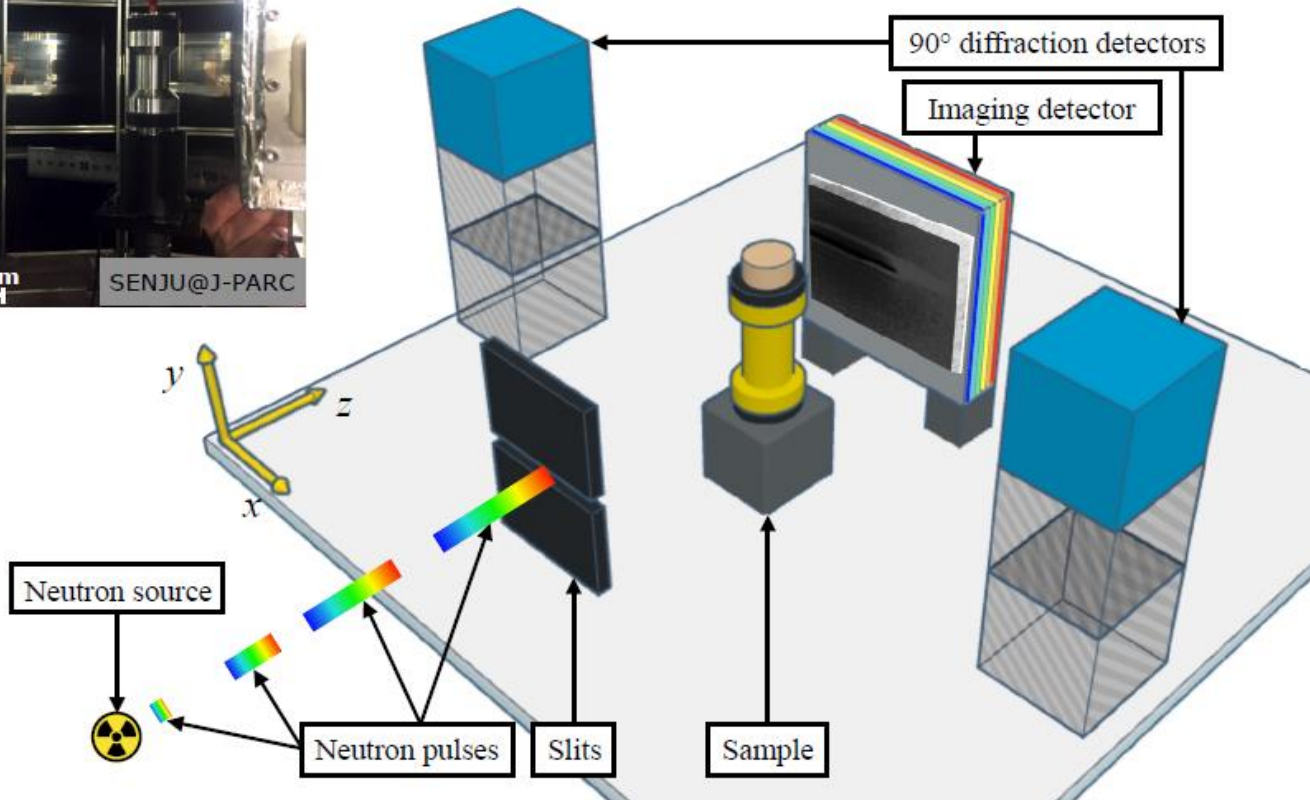 90° diffraction detectors
Imaging detector
m
SENJU@J-PARC
y
z
x
Neutron source
Neutron pulses
Slits
Sample